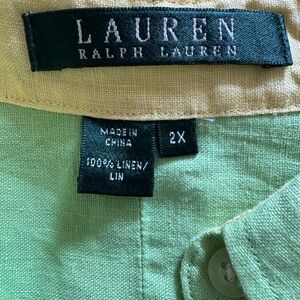 LAUREN
RALPH LAUREN
MADE IN
CHINA
100% LINEN/
LIN
2X